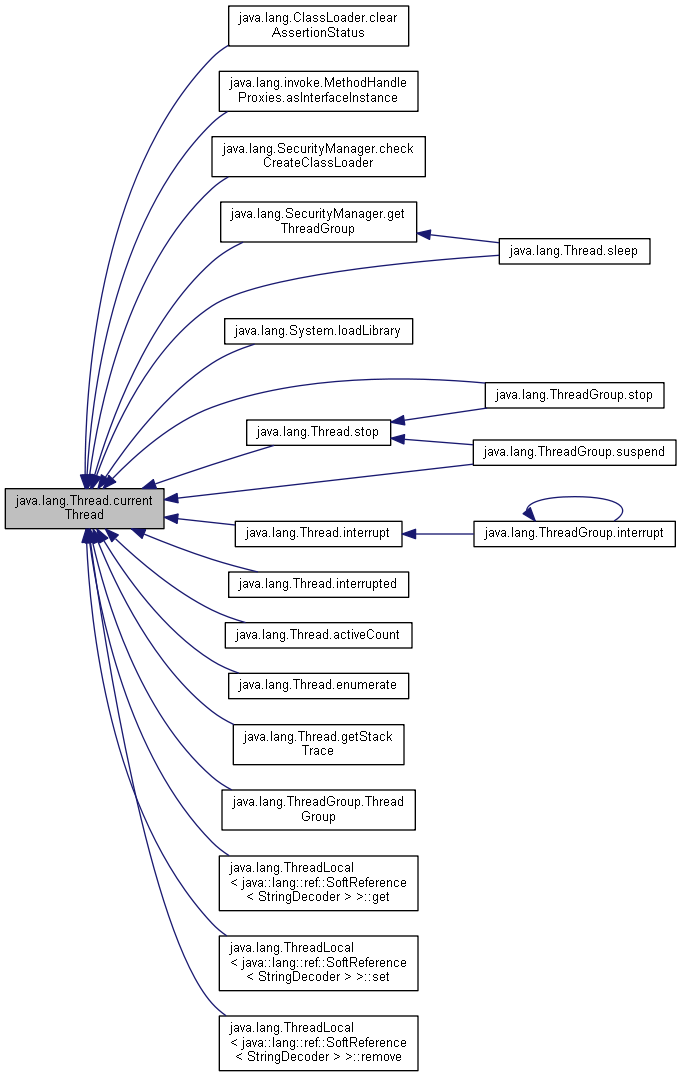 java.lang.ClassLoader.clear
AssertionStatus
java.lang.invoke.MethodHandle
Proxies.asInterfaceInstance
java.lang.SecurityManager.check
CreateClassLoader
java.lang.SecurityManager.get
ThreadGroup
java.lang.Thread.sleep
java.lang.System.loadLibrary
java.lang.ThreadGroup.stop
java.lang.Thread.stop
java.lang.ThreadGroup.suspend
java.lang.Thread.current
Thread
java.lang.Thread.interrupt
java.lang.ThreadGroup.interrupt
java.lang.Thread.interrupted
java.lang.Thread.activeCount
java.lang.Thread.enumerate
java.lang.Thread.getStack
Trace
java.lang.ThreadGroup.Thread
Group
java.lang.ThreadLocal
< java::lang::ref::SoftReference
< StringDecoder > >::get
java.lang.ThreadLocal
< java::lang::ref::SoftReference
< StringDecoder > >::set
java.lang.ThreadLocal
< java::lang::ref::SoftReference
< StringDecoder > >::remove